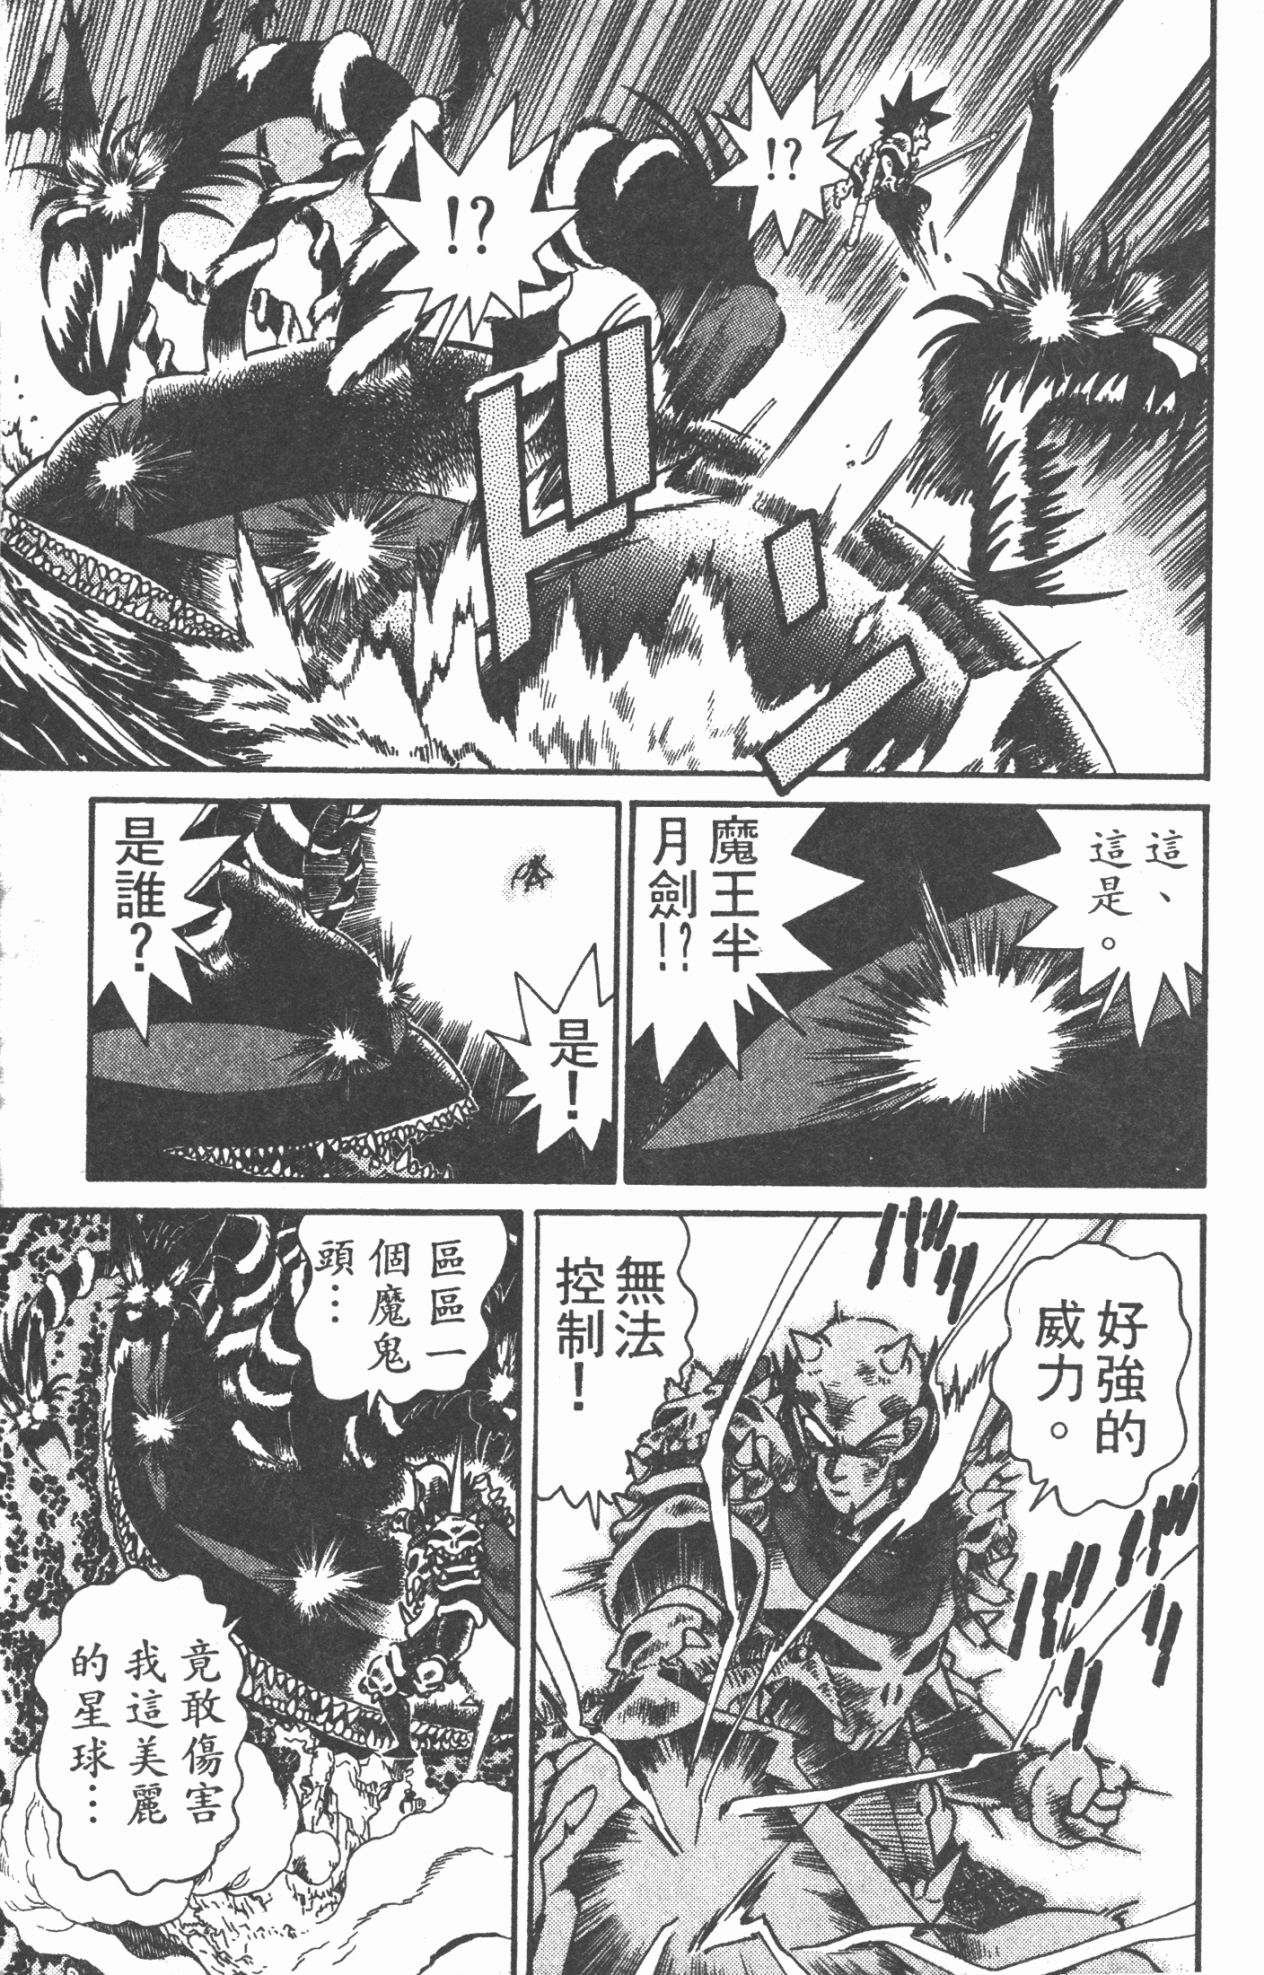 !?
!?
ドドーン
這、
這是。
魔王半
月劍!?
是!
是誰?
好強的
威力。
無法
控制!
區區一
個魔鬼
頭…
竟敢傷害
我這美麗
的星球…